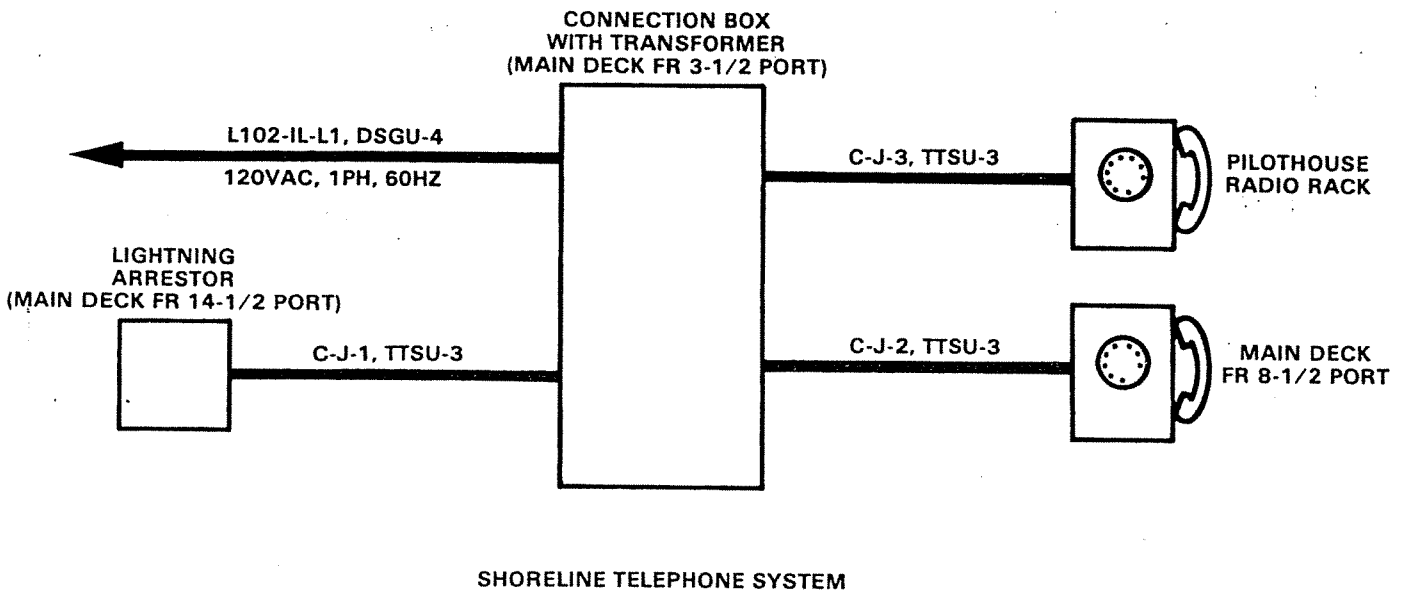 CONNECTION BOX
WITH TRANSFORMER
(MAIN DECK FR 3-1/2 PORT)
L102-IL-L1, DSGU-4
120VAC, 1PH, 60HZ
C-J-3, TTSU-3
PILOTHOUSE
RADIO RACK
LIGHTNING
ARRESTOR
(MAIN DECK FR 14-1/2 PORT)
C-J-1, TTSU-3
C-J-2, TTSU-3
MAIN DECK
FR 8-1/2 PORT
SHORELINE TELEPHONE SYSTEM